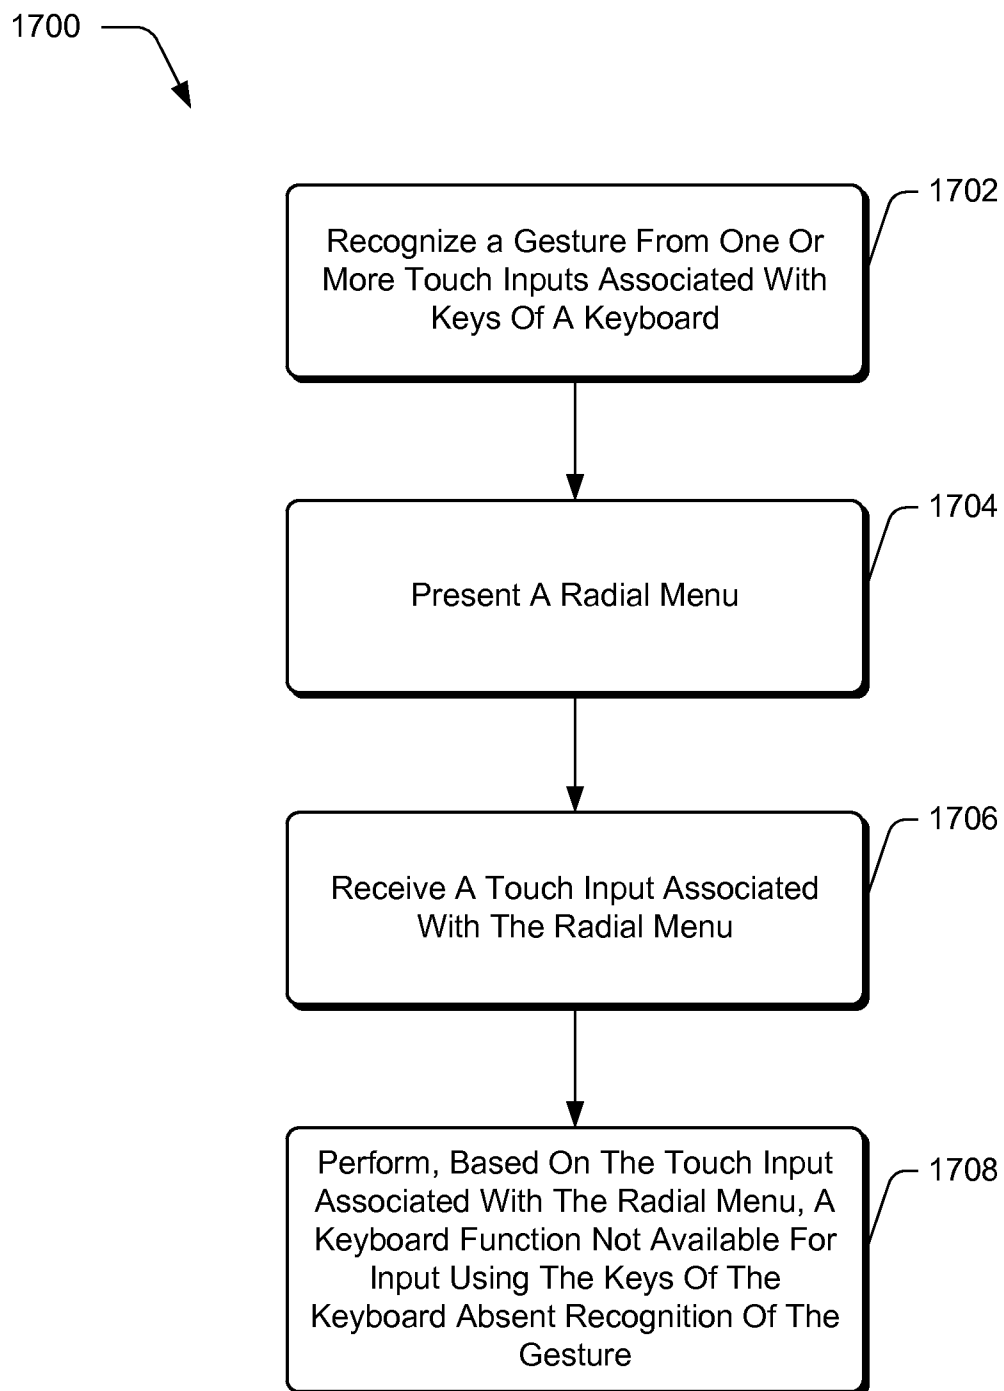 1700
1702
Recognize a Gesture From One Or
More Touch Inputs Associated With
Keys Of A Keyboard
1704
Present A Radial Menu
1706
Receive A Touch Input Associated
With The Radial Menu
1708
Perform, Based On The Touch Input
Associated With The Radial Menu, A
Keyboard Function Not Available For
Input Using The Keys Of The
Keyboard Absent Recognition Of The
Gesture